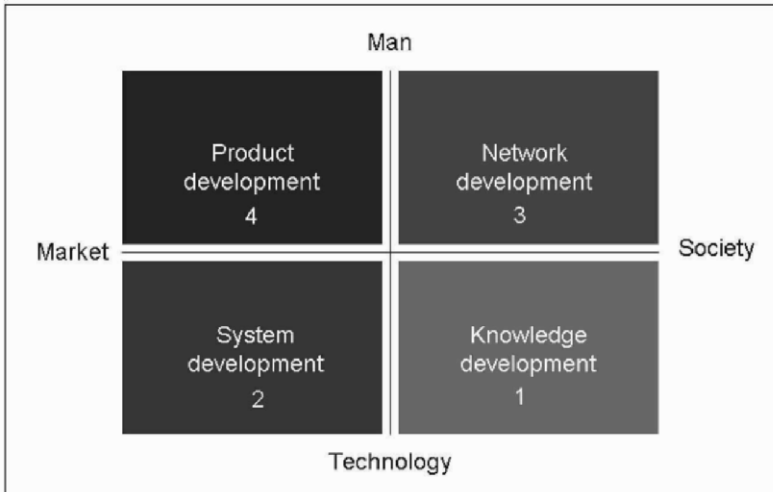 Man
Product
development
4
Network
development
3
Market
Society
System
development
2
Knowledge
development
1
Technology